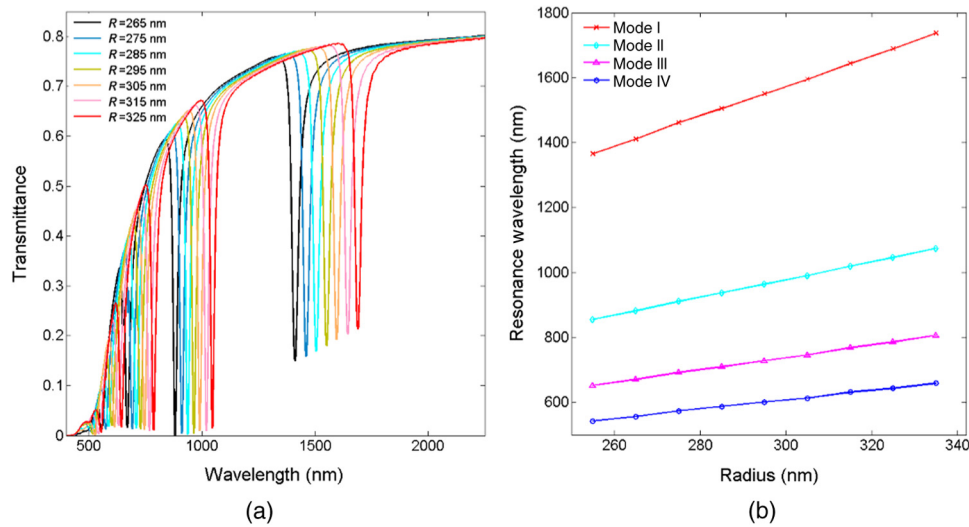 R=265 nm
R=275 nm
R=285 nm
R=295 nm
R=305 nm
R=315 nm
R=325 nm
0.8
0.7
0.6
0.5
0.4
0.3
0.2
0.1
0
Transmittance
500 1000 1500 2000
Wavelength (nm)
(a)
Mode I
Mode II
Mode III
Mode IV
1800
1600
1400
1200
1000
800
600
Resonance wavelength (nm)
260 280 300 320 340
Radius (nm)
(b)